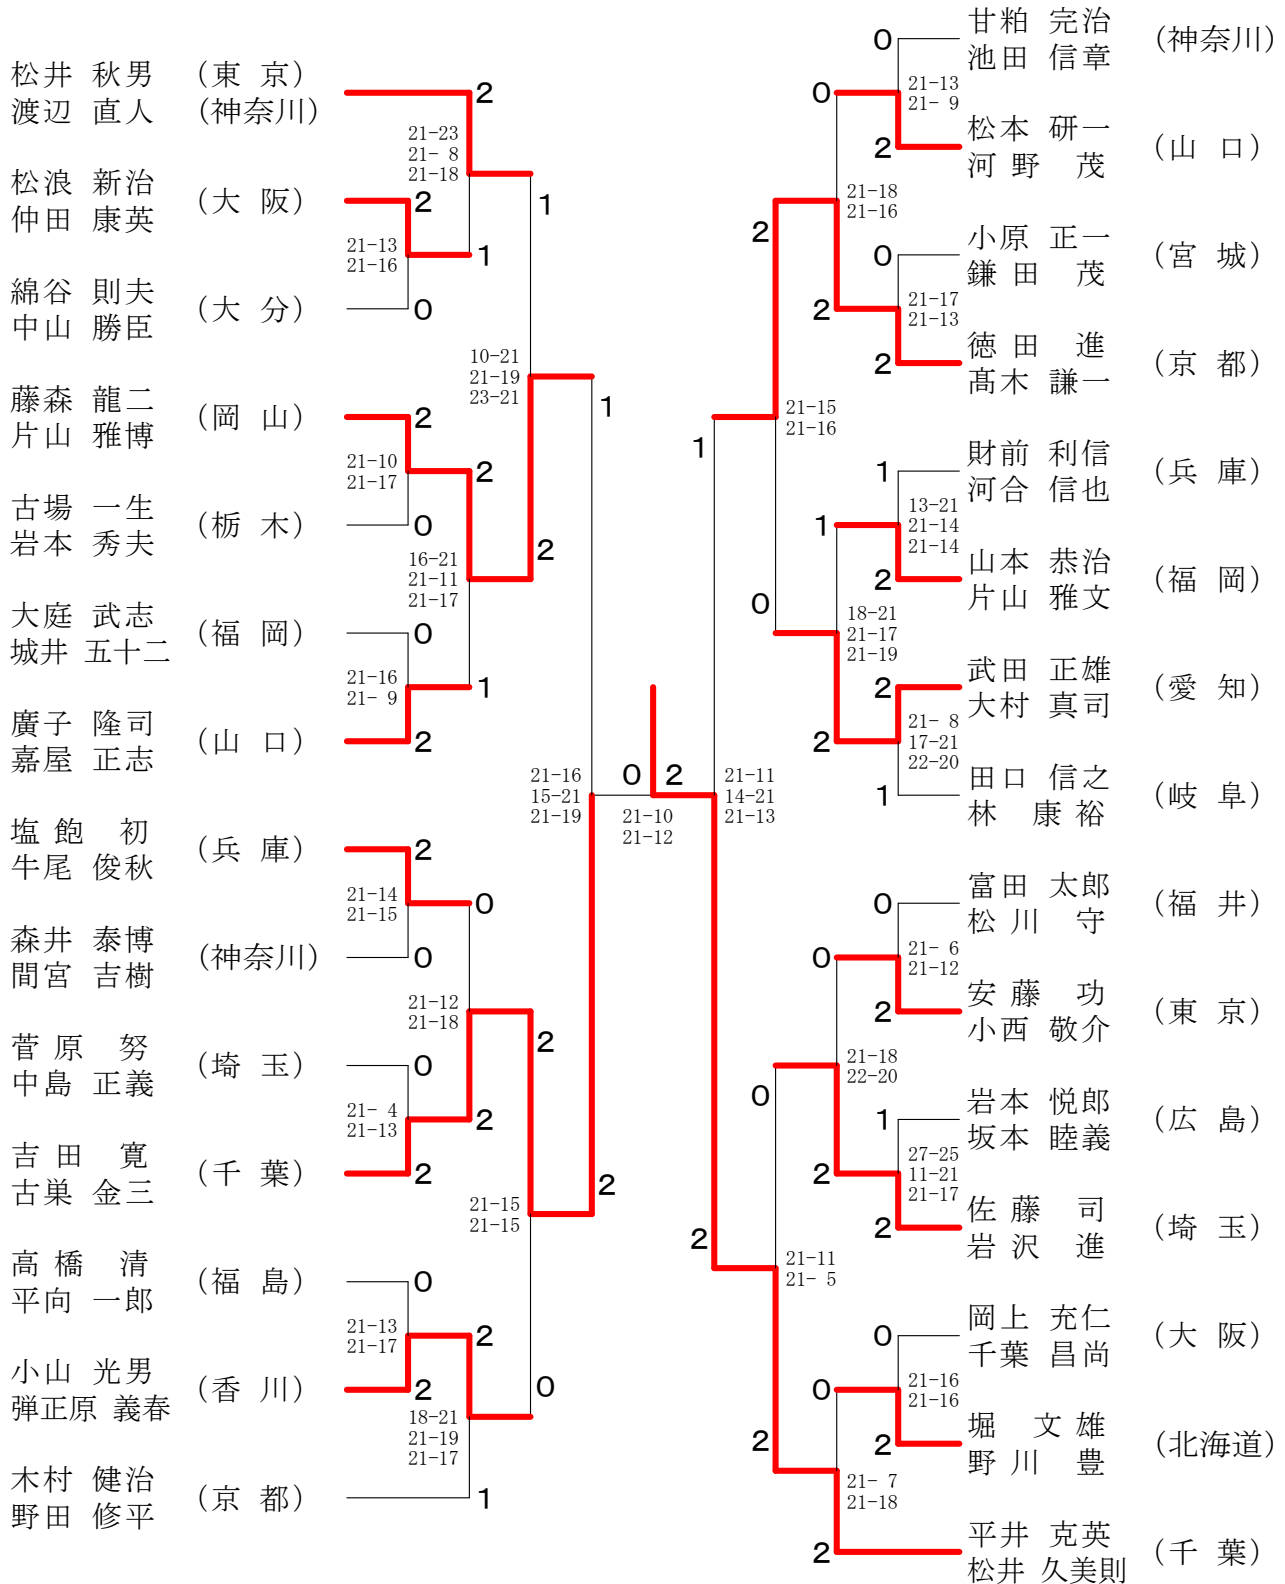 松井 秋男 (東 京)
渡辺 直人 (神奈川)
2
21-23
21- 8
21-18
松浪 新治
仲田 康英
(大 阪)
2
21-13
21-16
1
1
綿谷 則夫
中山 勝臣
(大 分)
0
10-21
21-19
23-21
1
藤森 龍二
片山 雅博
(岡 山)
2
21-10
21-17
2
古場 一生
岩本 秀夫
(栃 木)
0
16-21
21-11
21-17
2
大庭 武志
城井 五十二
(福 岡)
0
21-16
21- 9
1
廣子 隆司
嘉屋 正志
(山 口)
2
21-16
15-21
21-19
塩飽 初
牛尾 俊秋
(兵 庫)
2
21-14
21-15
0
森井 泰博
間宮 吉樹
(神奈川)
0
21-12
21-18
2
菅原 努
中島 正義
(埼 玉)
0
21- 4
21-13
2
吉田 寛
古巣 金三
(千 葉)
2
2
21-15
21-15
高橋 清
平向 一郎
(福 島)
0
21-13
21-17
2
小山 光男
弾正原 義春
(香 川)
2
0
18-21
21-19
21-17
木村 健治
野田 修平
(京 都)
1
0 2
21-10
21-12
甘粕 完治
池田 信章
(神奈川)
0
21-13
21- 9
0
松本 研一
河野 茂
(山 口)
2
21-18
21-16
2
小原 正一
鎌田 茂
(宮 城)
0
21-17
21-13
2
徳田 進
髙木 謙一
(京 都)
2
21-15
21-16
1
財前 利信
河合 信也
(兵 庫)
1
13-21
21-14
21-14
1
山本 恭治
片山 雅文
(福 岡)
2
0
18-21
21-17
21-19
武田 正雄
大村 真司
(愛 知)
2
21- 8
17-21
22-20
2
田口 信之
林 康裕
(岐 阜)
1
21-11
14-21
21-13
富田 太郎
松川 守
(福 井)
0
21- 6
21-12
0
安藤 功
小西 敬介
(東 京)
2
21-18
22-20
0
岩本 悦郎
坂本 睦義
(広 島)
1
27-25
11-21
21-17
2
佐藤 司
岩沢 進
(埼 玉)
2
2
21-11
21- 5
岡上 充仁
千葉 昌尚
(大 阪)
0
21-16
21-16
0
堀 文雄
野川 豊
(北海道)
2
2
21- 7
21-18
平井 克英
松井 久美則
(千 葉)
2